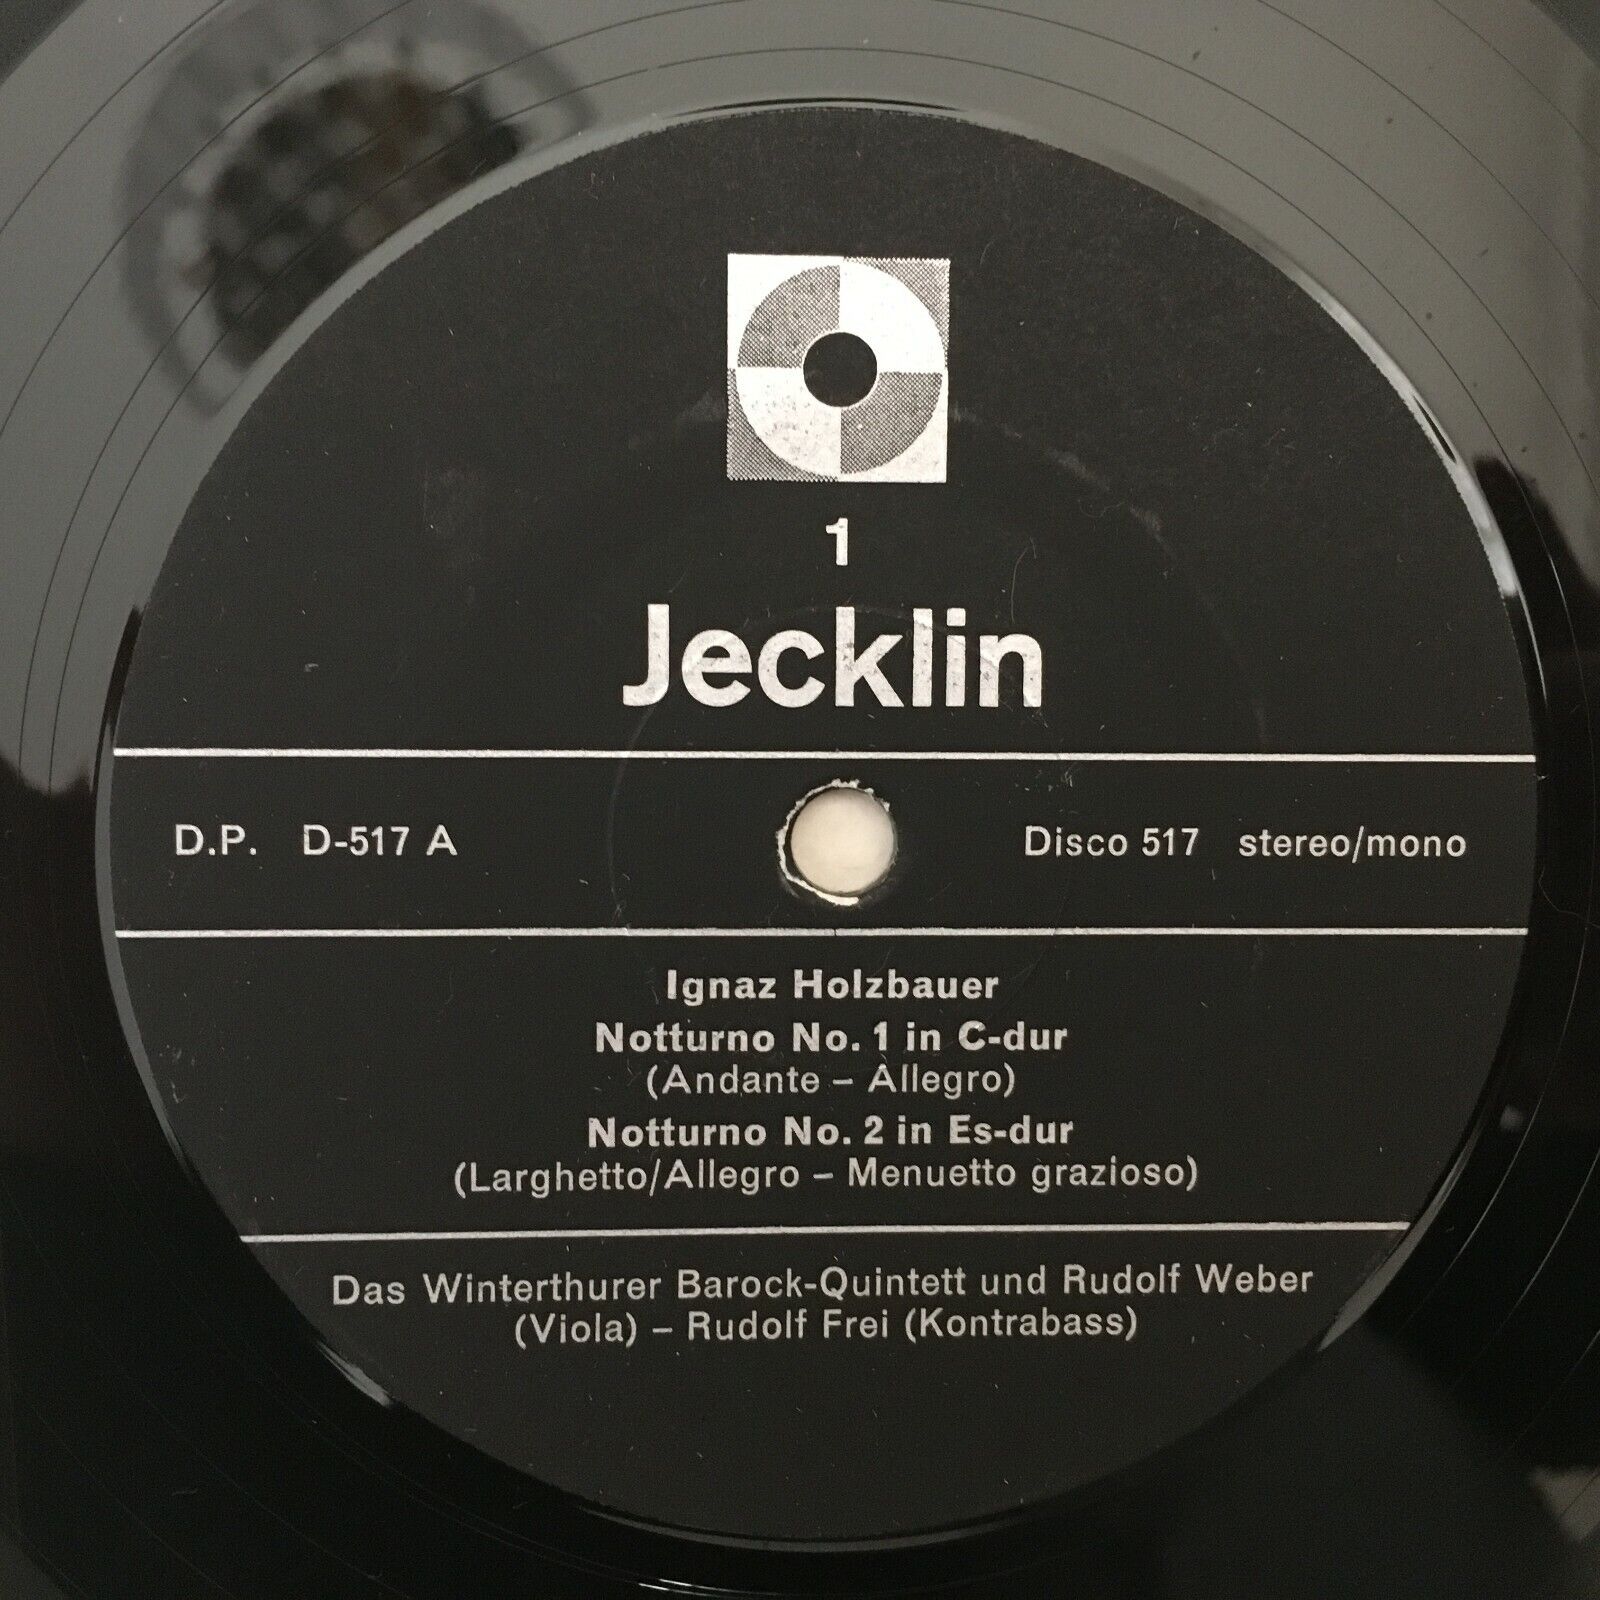 1
Jecklin
D.P. D-517 A Disco 517 stereo/mono
Ignaz Holzbauer
Notturno No. 1 in C-dur
(Andante – Allegro)
Notturno No. 2 in Es-dur
(Larghetto/Allegro – Menuetto grazioso)
Das Winterthurer Barock-Quintett und Rudolf Weber
(Viola) – Rudolf Frei (Kontrabass)